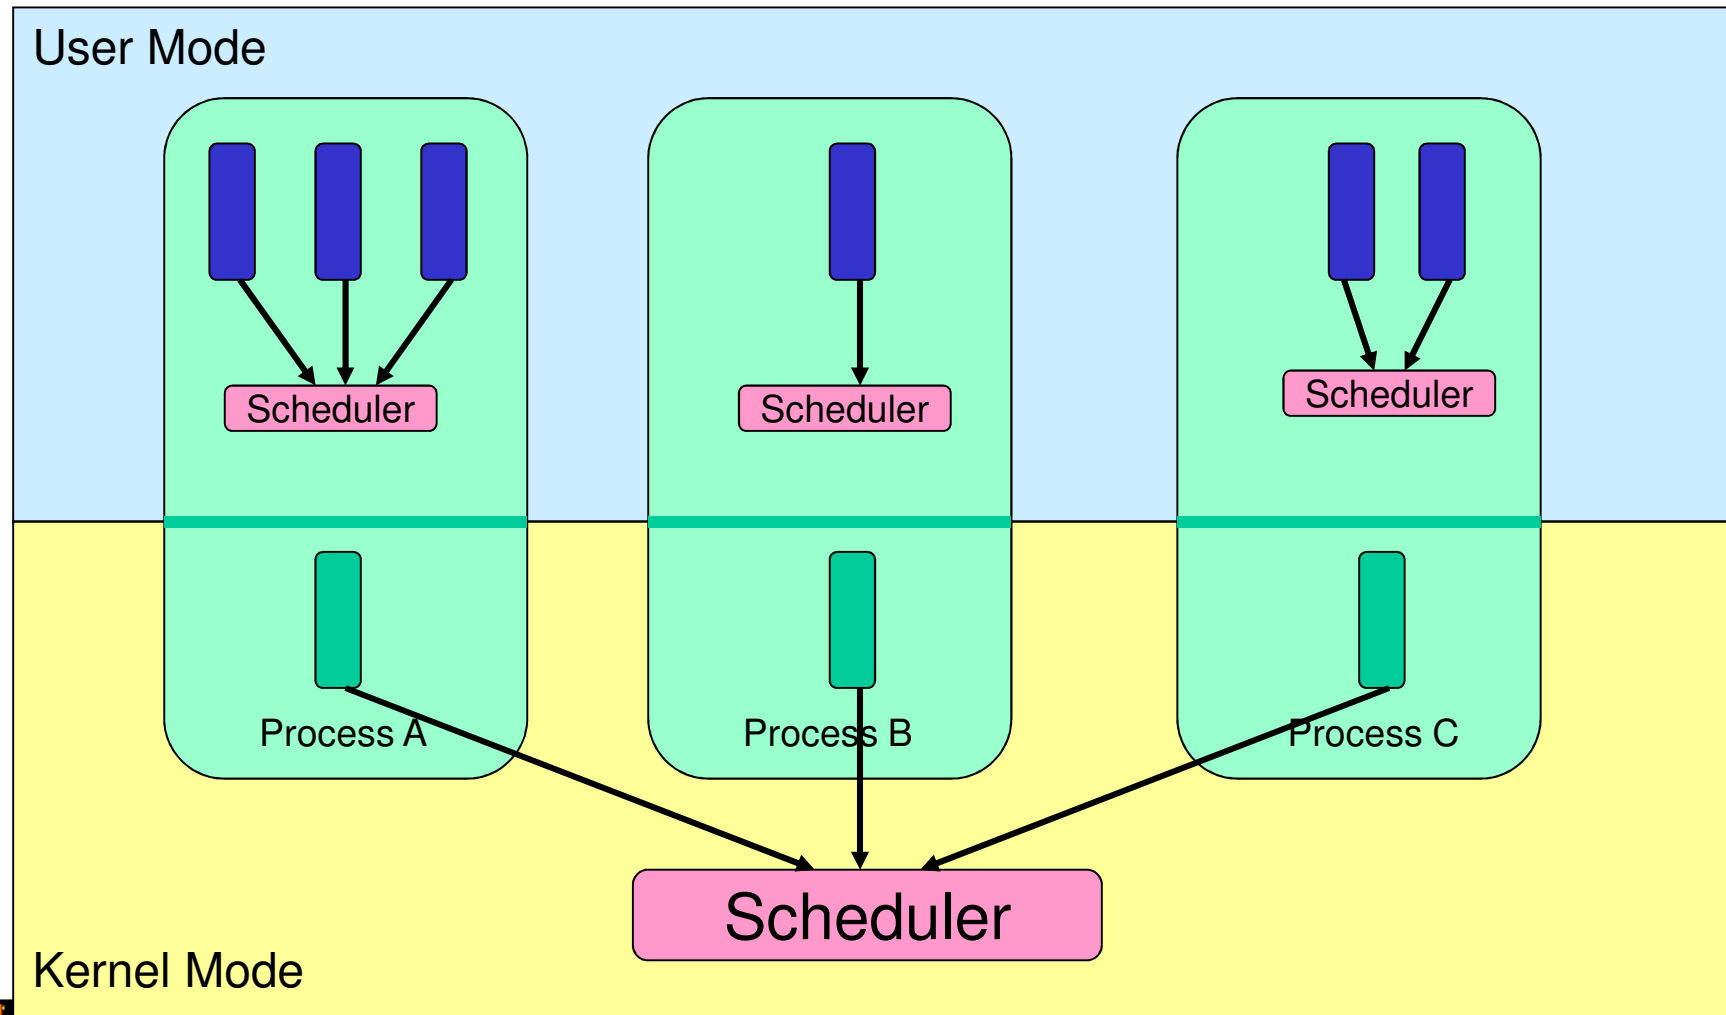 User Mode
Scheduler
Scheduler
Scheduler
Process A
Process B
Process C
Scheduler
Kernel Mode